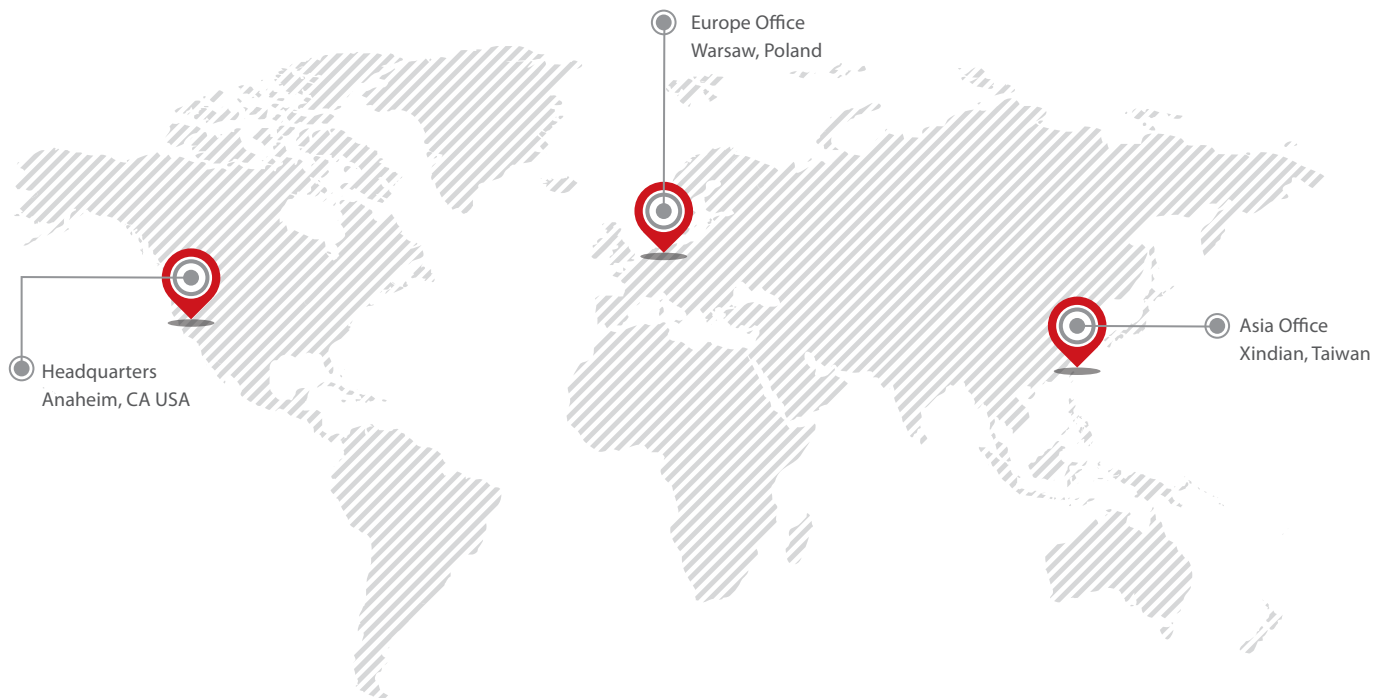 Europe Office
Warsaw, Poland
Asia Office
Xindian, Taiwan
Headquarters
Anaheim, CA USA